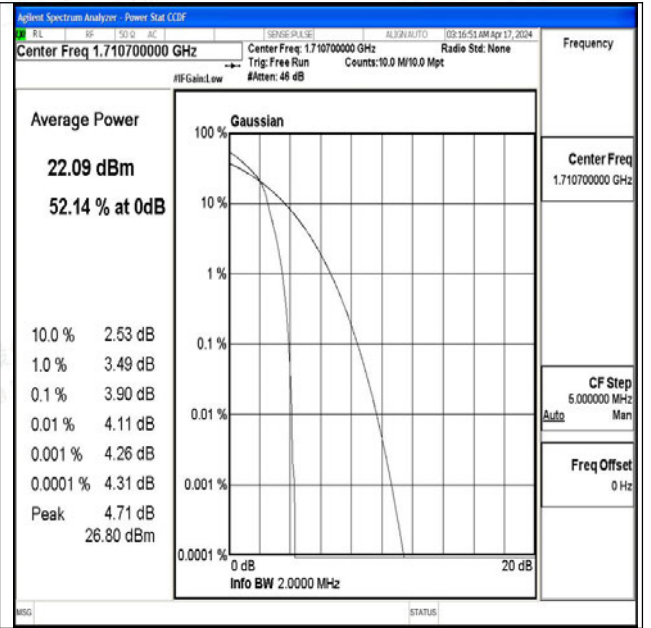 Agilent Spectrum Analyzer - Power Stat CCDF
RL RF 50 Ω AC SENSE:PULSE ALIGN AUTO 03:16:51 AM Apr 17, 2024
Center Freq 1.710700000 GHz
Center Freq: 1.710700000 GHz Radio Std: None
Trig: Free Run Counts:10.0 M/10.0 Mpt
#IFGain:Low #Atten: 46 dB
Frequency
Average Power
22.09 dBm
52.14 % at 0dB
10.0 % 2.53 dB
1.0 % 3.49 dB
0.1 % 3.90 dB
0.01 % 4.11 dB
0.001 % 4.26 dB
0.0001 % 4.31 dB
Peak 4.71 dB
26.80 dBm
Gaussian
100 %
10 %
1 %
0.1 %
0.01 %
0.001 %
0.0001 %
0 dB 20 dB
Info BW 2.0000 MHz
Center Freq
1.710700000 GHz
CF Step
5.000000 MHz
Auto Man
Freq Offset
0 Hz
MSG STATUS